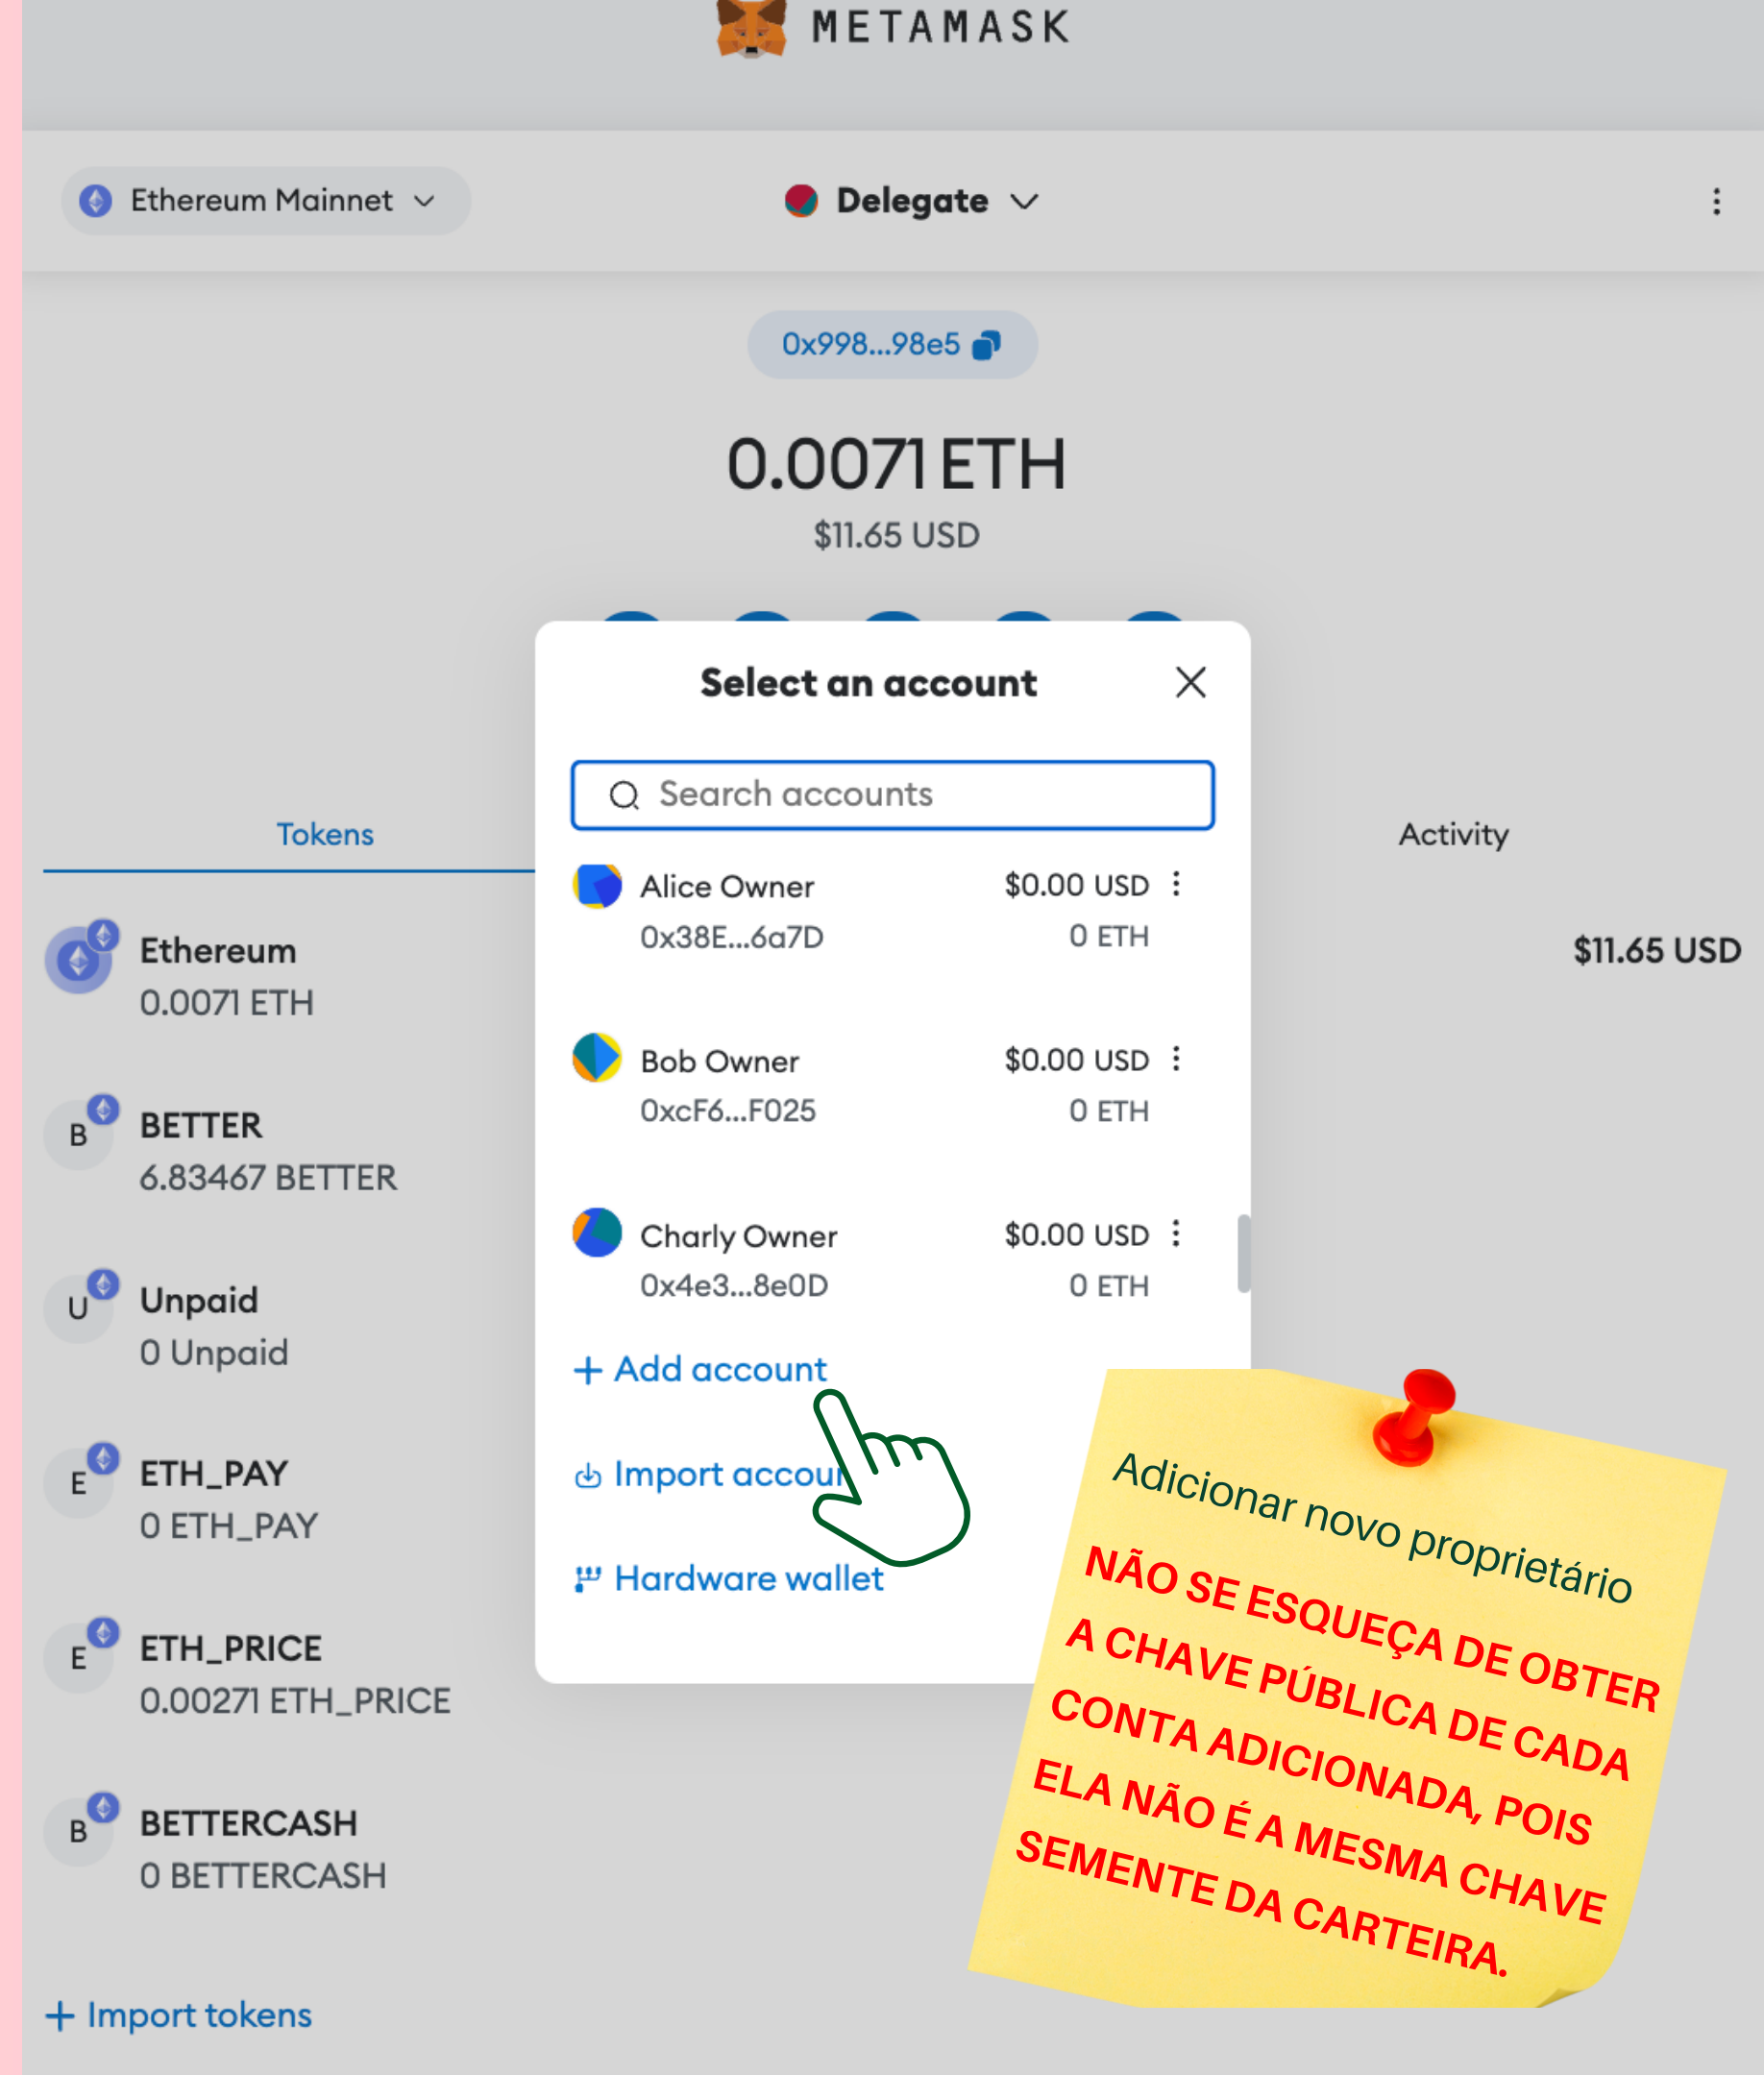 METAMASK
Ethereum Mainnet
Delegate
0x998...98e5
0.0071 ETH
$11.65 USD
Select an account
Search accounts
Alice Owner
$0.00 USD
0x38E...6a7D
0 ETH
Bob Owner
$0.00 USD
0xcF6...F025
0 ETH
Charly Owner
$0.00 USD
0x4e3...8e0D
0 ETH
+ Add account
Import accou
Hardware wallet
Tokens
Activity
Ethereum
$11.65 USD
0.0071 ETH
B
BETTER
6.83467 BETTER
U
Unpaid
0 Unpaid
E
ETH_PAY
0 ETH_PAY
E
ETH_PRICE
0.00271 ETH_PRICE
B
BETTERCASH
0 BETTERCASH
+ Import tokens
Adicionar novo proprietário
NÃO SE ESQUEÇA DE OBTER
A CHAVE PÚBLICA DE CADA
CONTA ADICIONADA, POIS
ELA NÃO É A MESMA CHAVE
SEMENTE DA CARTEIRA.